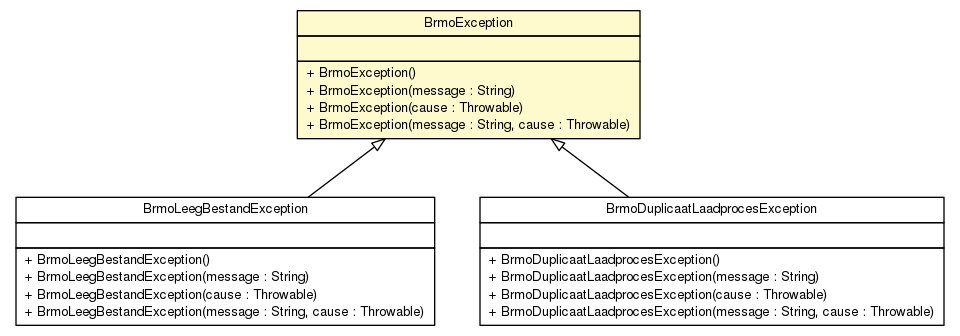 BrmoException
+ BrmoException()
+ BrmoException(message : String)
+ BrmoException(cause : Throwable)
+ BrmoException(message : String, cause : Throwable)
BrmoLeegBestandException
+ BrmoLeegBestandException()
+ BrmoLeegBestandException(message : String)
+ BrmoLeegBestandException(cause : Throwable)
+ BrmoLeegBestandException(message : String, cause : Throwable)
BrmoDuplicaatLaadprocesException
+ BrmoDuplicaatLaadprocesException()
+ BrmoDuplicaatLaadprocesException(message : String)
+ BrmoDuplicaatLaadprocesException(cause : Throwable)
+ BrmoDuplicaatLaadprocesException(message : String, cause : Throwable)